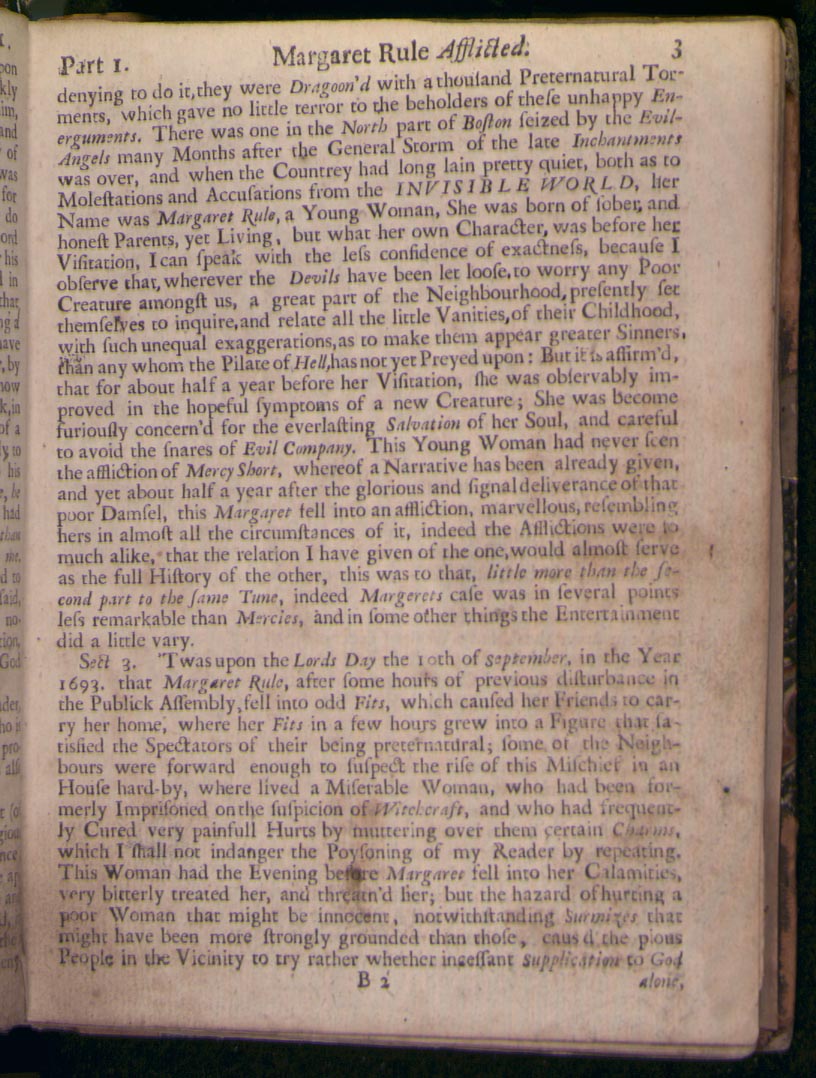 Part 1. Margaret Rule Afflicted. 3
denying to do it, they were Dragoon'd with a thouſand Preternatural Tor-
ments, which gave no little terror to the beholders of theſe unhappy En-
erguments. There was one in the North part of Boſton ſeized by the Evil-
Angels many Months after the General Storm of the late Inchantments
was over, and when the Countrey had long lain pretty quiet, both as to
Moleſtations and Accuſations from the INVISIBLE WORLD, her
Name was Margaret Rule, a Young Woman, She was born of ſober and
honeſt Parents, yet Living, but what her own Character, was before her
Viſitation, I can ſpeak with the leſs confidence of exactneſs, becauſe I
obſerve that, wherever the Devils have been let looſe, to worry any Poor
Creature amongſt us, a great part of the Neighbourhood, preſently ſet
themſelves to inquire, and relate all the little Vanities, of their Childhood,
with ſuch unequal exaggerations, as to make them appear greater Sinners,
than any whom the Pilate of Hell, has not yet Preyed upon: But it is affirm'd,
that for about half a year before her Viſitation, ſhe was obſervably im-
proved in the hopeful ſymptoms of a new Creature; She was become
furiouſly concern'd for the everlaſting Salvation of her Soul, and careful
to avoid the ſnares of Evil Company. This Young Woman had never ſeen
the affliction of Mercy Short, whereof a Narrative has been already given,
and yet about half a year after the glorious and ſignal deliverance of that
poor Damſel, this Margaret fell into an affliction, marvellous, reſembling
hers in almoſt all the circumſtances of it, indeed the Afflictions were ſo
much alike, that the relation I have given of the one, would almoſt ſerve
as the full Hiſtory of the other, this was to that, little more than the ſe-
cond part to the ſame Tune, indeed Margerets caſe was in ſeveral points
leſs remarkable than Mercies, and in ſome other things the Entertainment
did a little vary.
Sect 3. 'Twas upon the Lords Day the 10th of September, in the Year
1693. that Margaret Rule, after ſome hours of previous diſturbance in
the Publick Aſſembly, fell into odd Fits, which cauſed her Friends to car-
ry her home, where her Fits in a few hours grew into a Figure that ſa-
tisfied the Spectators of their being preternatural; ſome of the Neigh-
bours were forward enough to ſuſpect the riſe of this Miſchief in an
Houſe hard-by, where lived a Miſerable Woman, who had been for-
merly Impriſoned on the ſuſpicion of Witchcraft, and who had frequent-
ly Cured very painfull Hurts by muttering over them certain Charms,
which I ſhall not indanger the Poyſoning of my Reader by repeating.
This Woman had the Evening before Margaret fell into her Calamities,
very bitterly treated her, and threatn'd her; but the hazard of hurting a
poor Woman that might be innocent, notwithſtanding Surmizes that
might have been more ſtrongly grounded than thoſe, caus'd the pious
People in the Vicinity to try rather whether inceſſant Supplication to God
B 2 alone,